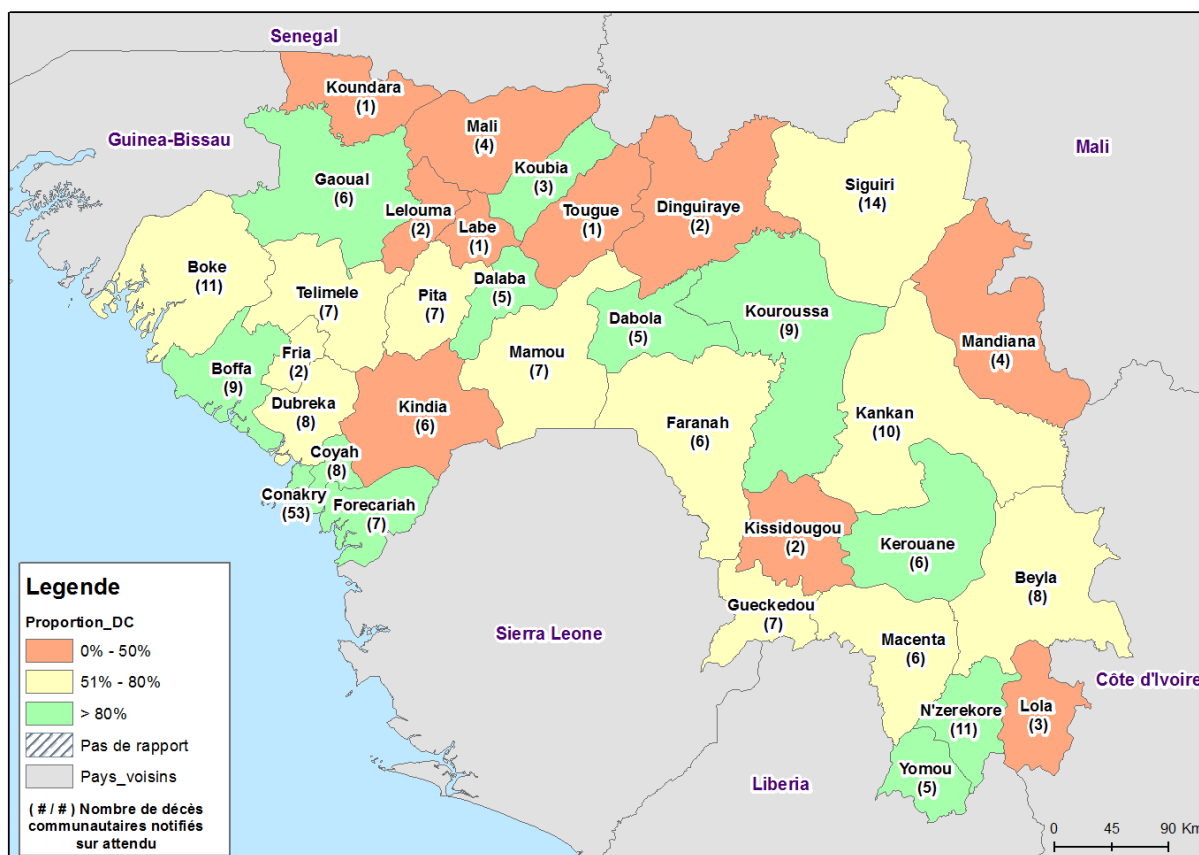 Senegal
Koundara
(1)
Mali
(4)
Guinea-Bissau
Mali
Koubia
(3)
Gaoual
(6)
Siguiri
(14)
Lelouma
(2)
Tougue
(1)
Dinguiraye
(2)
Labe
(1)
Boke
(11)
Telimele
(7)
Pita
(7)
Dalaba
(5)
Dabola
(5)
Kouroussa
(9)
Mandiana
(4)
Fria
(2)
Mamou
(7)
Boffa
(9)
Dubreka
(8)
Kindia
(6)
Faranah
(6)
Kankan
(10)
Coyah
(8)
Conakry
(53)
Forecariah
(7)
Kissidougou
(2)
Kerouane
(6)
Beyla
(8)
Gueckedou
(7)
Sierra Leone
Macenta
(6)
Côte d'Ivoire
N'zerekore
(11)
Lola
(3)
Yomou
(5)
Liberia
Legende
Proportion_DC
0% - 50%
51% - 80%
> 80%
Pas de rapport
Pays_voisins
( # / # ) Nombre de décès
communautaires notifiés
sur attendu
0 45 90 Km